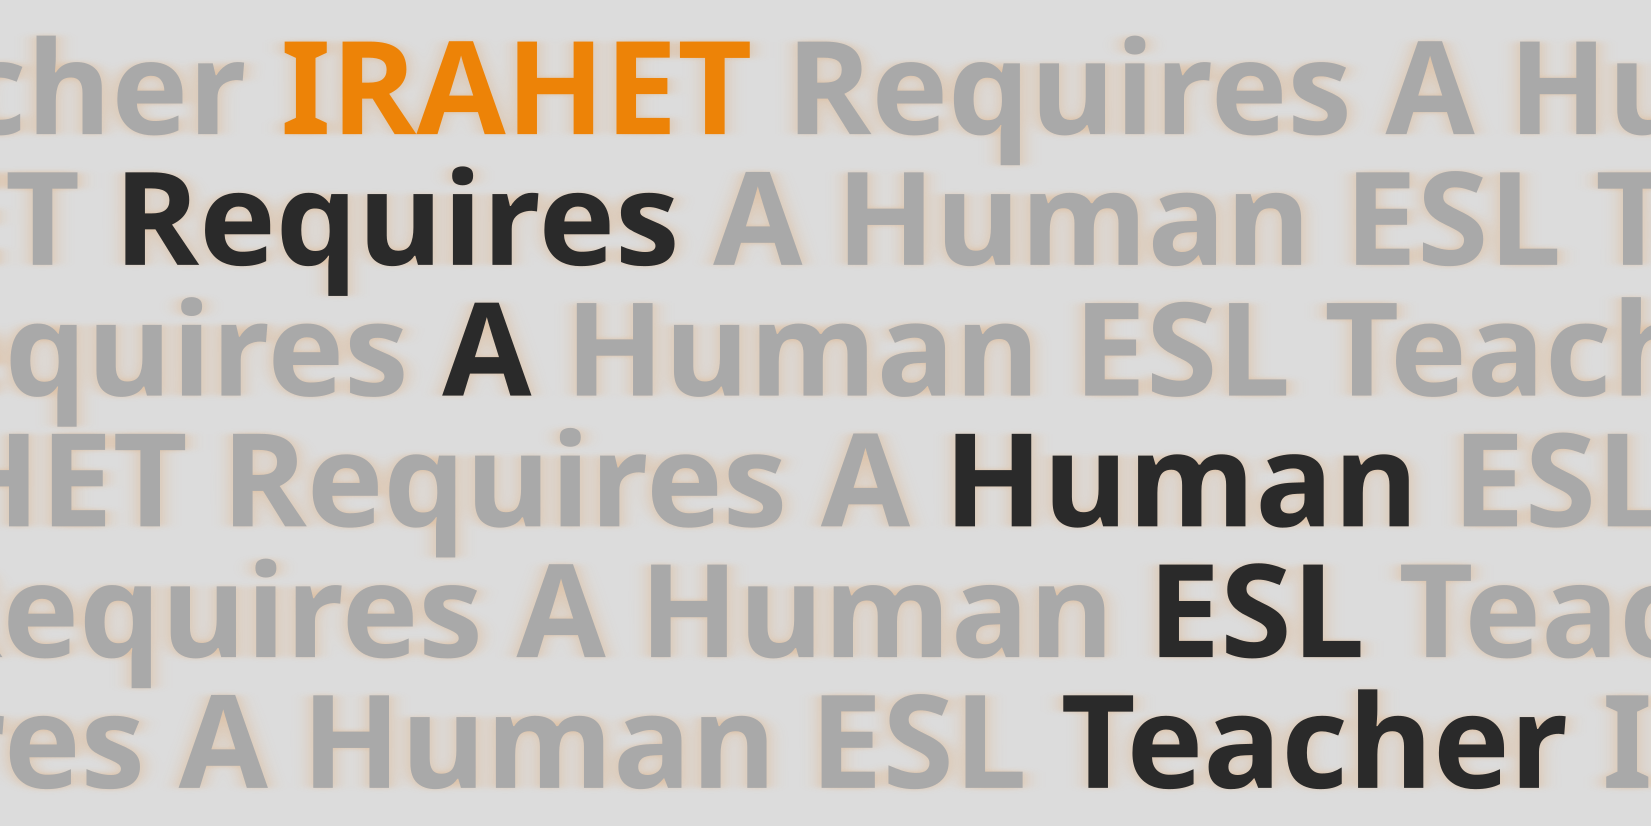 cher IRAHET Requires A Hu
ET Requires A Human ESL T
equires A Human ESL Teach
HET Requires A Human ESL
Requires A Human ESL Teac
res A Human ESL Teacher I